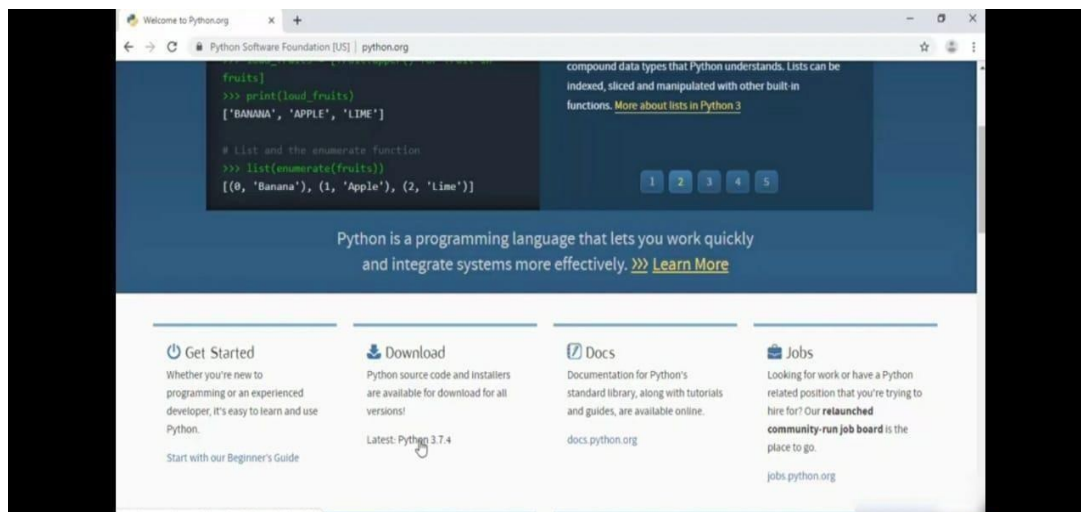 Welcome to Python.org
Python Software Foundation [US] | python.org
fruits]
>>> print(loud_fruits)
['BANANA', 'APPLE', 'LIME']
# List and the enumerate function
>>> list(enumerate(fruits))
[(0, 'Banana'), (1, 'Apple'), (2, 'Lime')]
compound data types that Python understands. Lists can be
indexed, sliced and manipulated with other built-in
functions. More about lists in Python 3
1 2 3 4 5
Python is a programming language that lets you work quickly
and integrate systems more effectively. >>> Learn More
Get Started
Whether you're new to
programming or an experienced
developer, it's easy to learn and use
Python.
Start with our Beginner's Guide
Download
Python source code and installers
are available for download for all
versions!
Latest: Python 3.7.4
Docs
Documentation for Python's
standard library, along with tutorials
and guides, are available online.
docs.python.org
Jobs
Looking for work or have a Python
related position that you're trying to
hire for? Our relaunched
community-run job board is the
place to go.
jobs.python.org